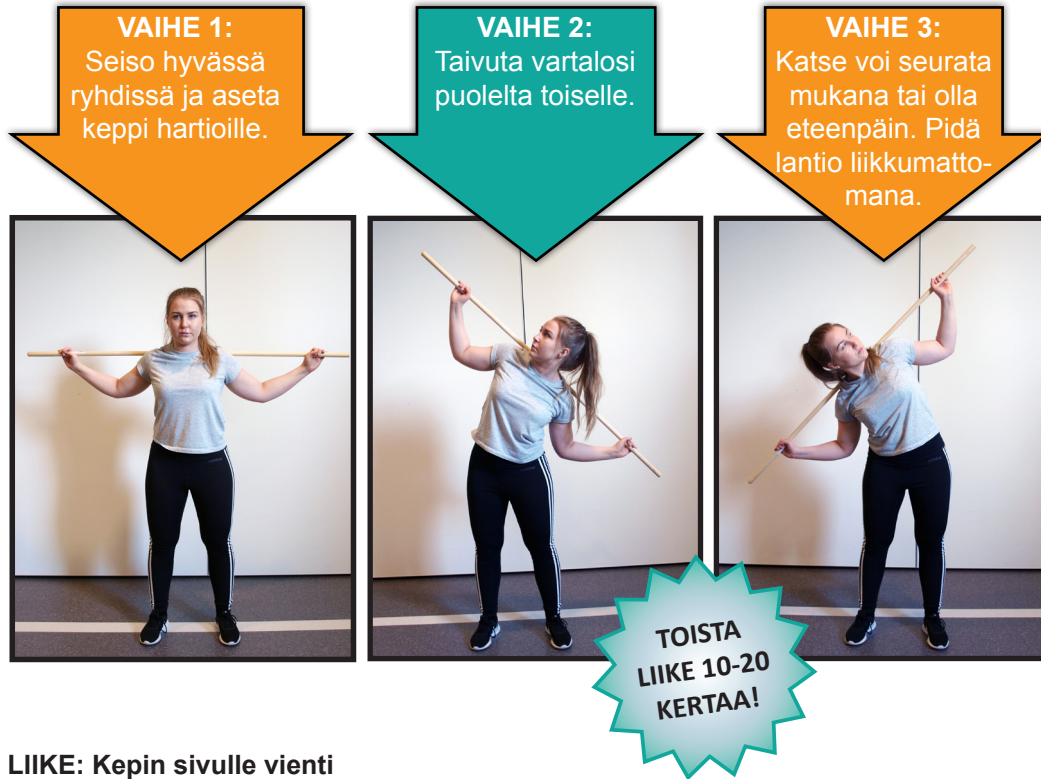 VAIHE 1:
Seiso hyvässä
ryhdissä ja aseta
keppi hartioille.
VAIHE 2:
Taivuta vartalosi
puolelta toiselle.
VAIHE 3:
Katse voi seurata
mukana tai olla
eteenpäin. Pidä
lantio liikkumatto-
mana.
TOISTA
LIIKE 10-20
KERTAA!
LIIKE: Kepin sivulle vienti